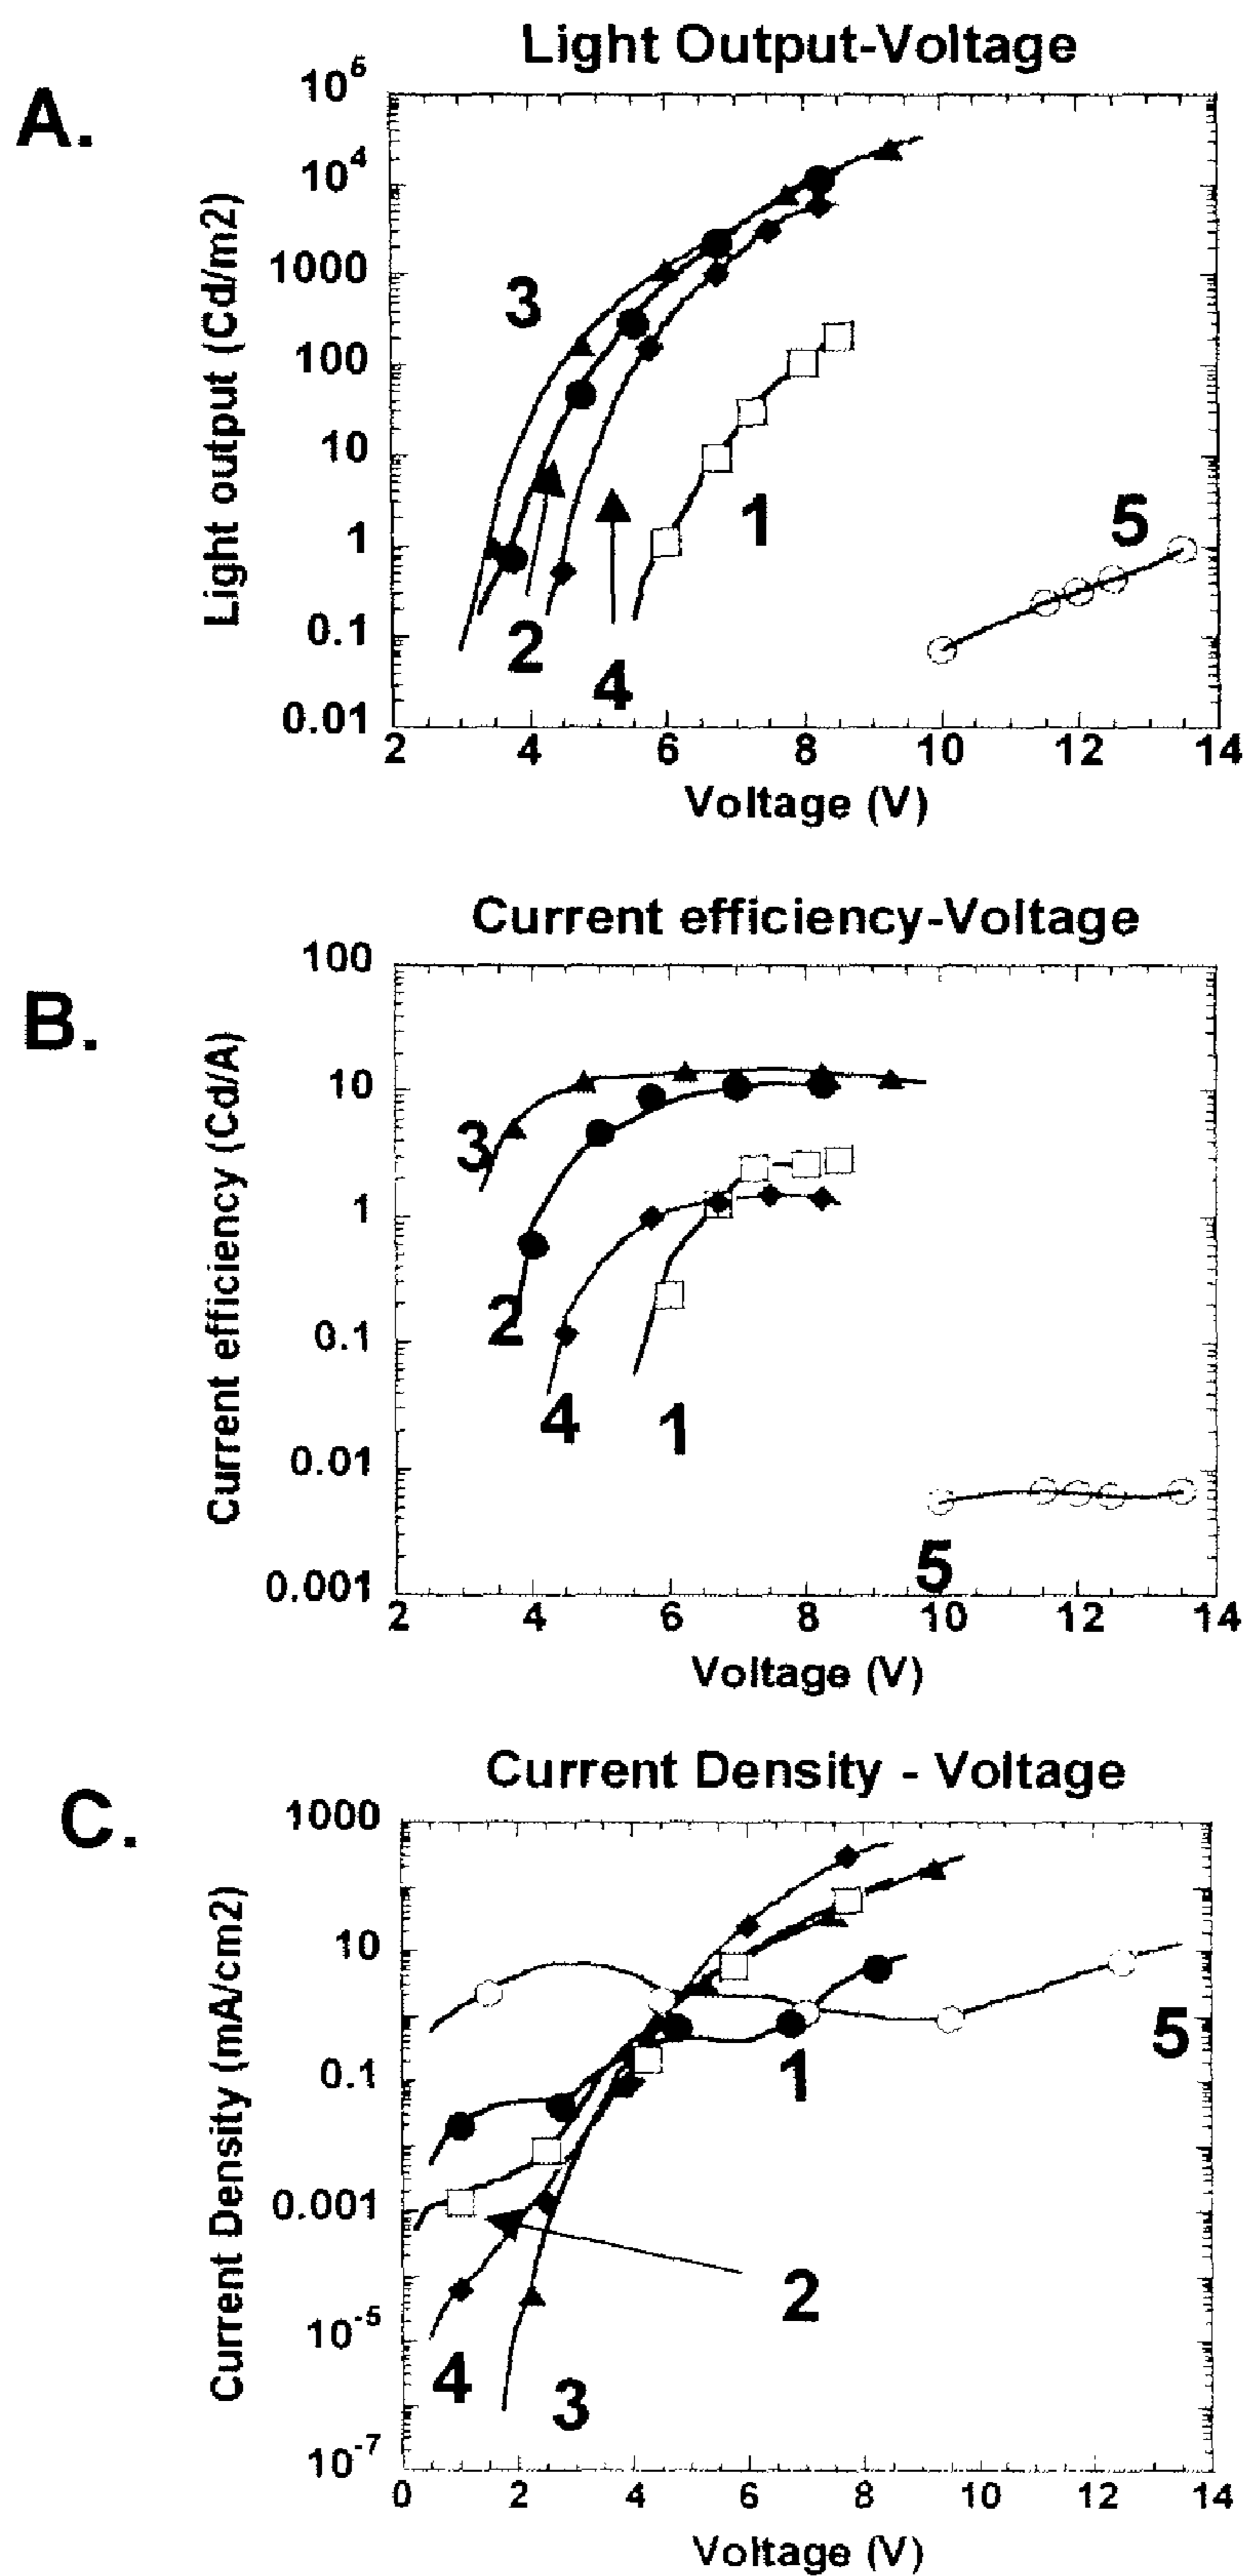 Light Output-Voltage
A.
10^6
10^4
1000
100
10
1
0.1
0.01
Light output (Cd/m2)
3
2
4
1
5
2 4 6 8 10 12 14
Voltage (V)
Current efficiency-Voltage
B.
100
10
1
0.1
0.01
0.001
Current efficiency (Cd/A)
3
2
4
1
5
2 4 6 8 10 12 14
Voltage (V)
Current Density - Voltage
C.
1000
10
0.1
0.001
10^-5
10^-7
Current Density (mA/cm2)
1
5
2
4
3
0 2 4 6 8 10 12 14
Voltage (V)